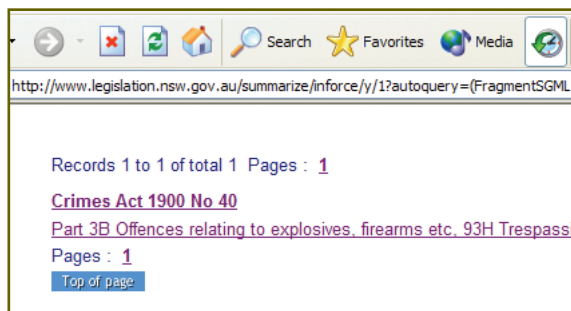 Search Favorites Media
http://www.legislation.nsw.gov.au/summarize/inforce/y/1?autoquery=(FragmentSGML
Records 1 to 1 of total 1 Pages : 1
Crimes Act 1900 No 40
Part 3B Offences relating to explosives, firearms etc, 93H Trespassi
Pages : 1
Top of page